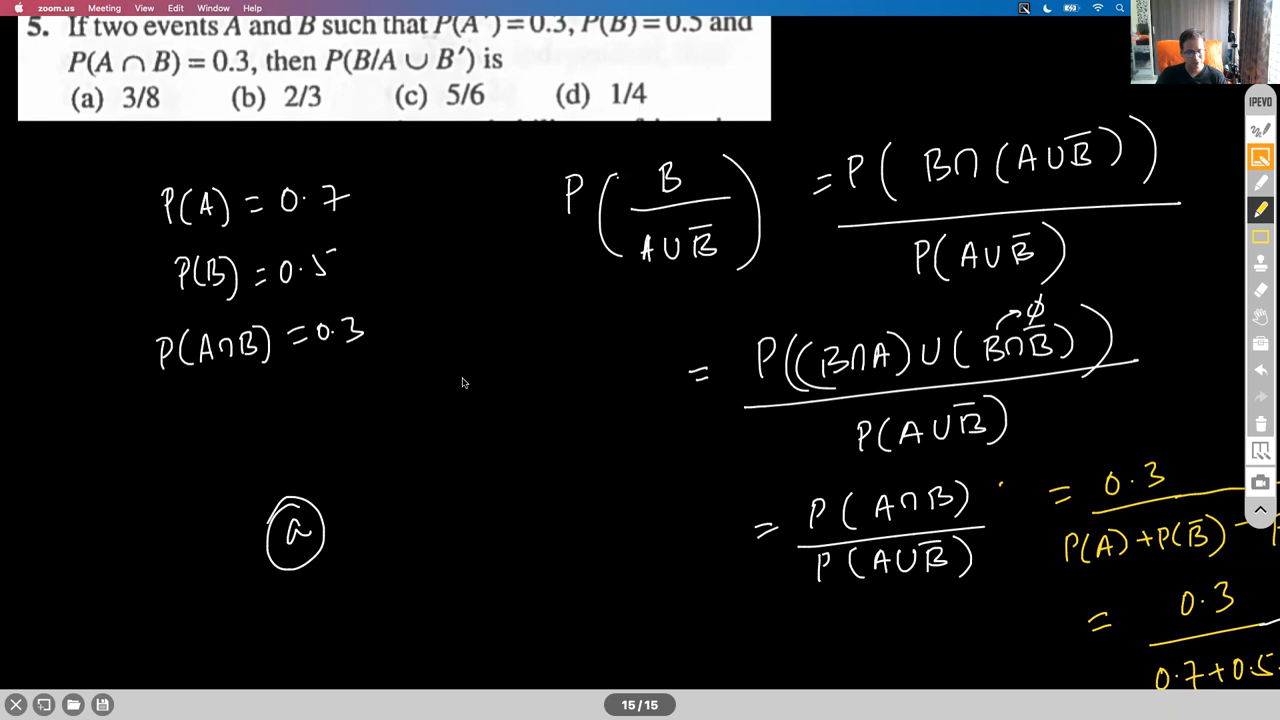 zoom.us Meeting View Edit Window Help
5. If two events A and B such that P(A') = 0.3, P(B) = 0.5 and
P(A ∩ B) = 0.3, then P(B/A ∪ B′) is
(a) 3/8 (b) 2/3 (c) 5/6 (d) 1/4
IPEVO
P(A) = 0.7
P(B) = 0.5
P(A∩B) = 0.3
a
P( B / A∪B̅ ) = P( B∩(A∪B̅)) / P(A∪B̅)
= P((B∩A)∪(B∩B̅)) / P(A∪B̅)
→ φ
= P(A∩B) / P(A∪B̅)
= 0.3 / P(A)+P(B̅) –
= 0.3 / 0.7+0.5
15 / 15